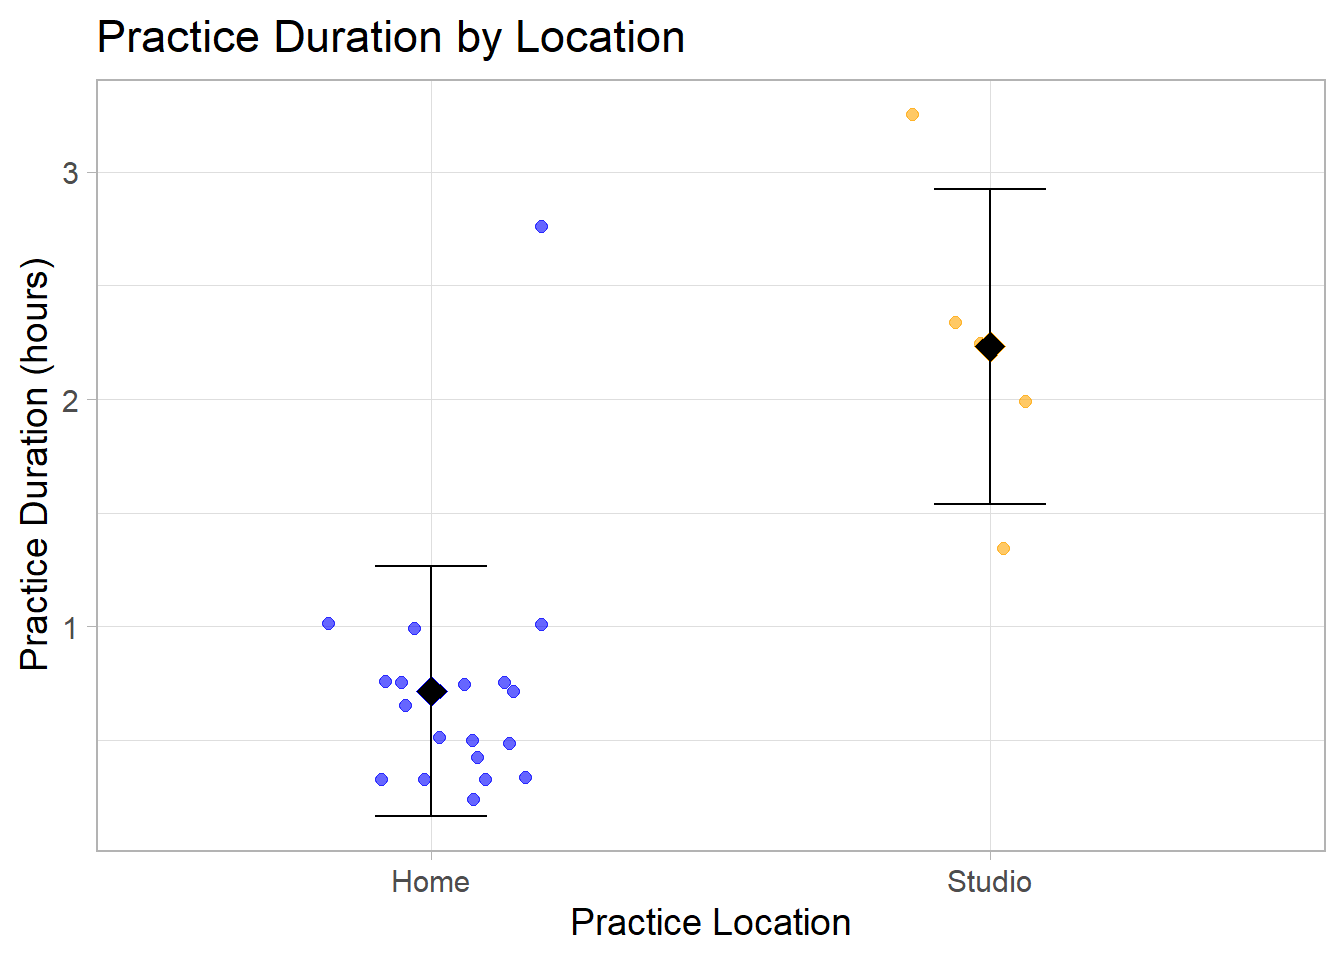 Practice Duration by Location
Practice Duration (hours)
3
2
1
Home
Studio
Practice Location